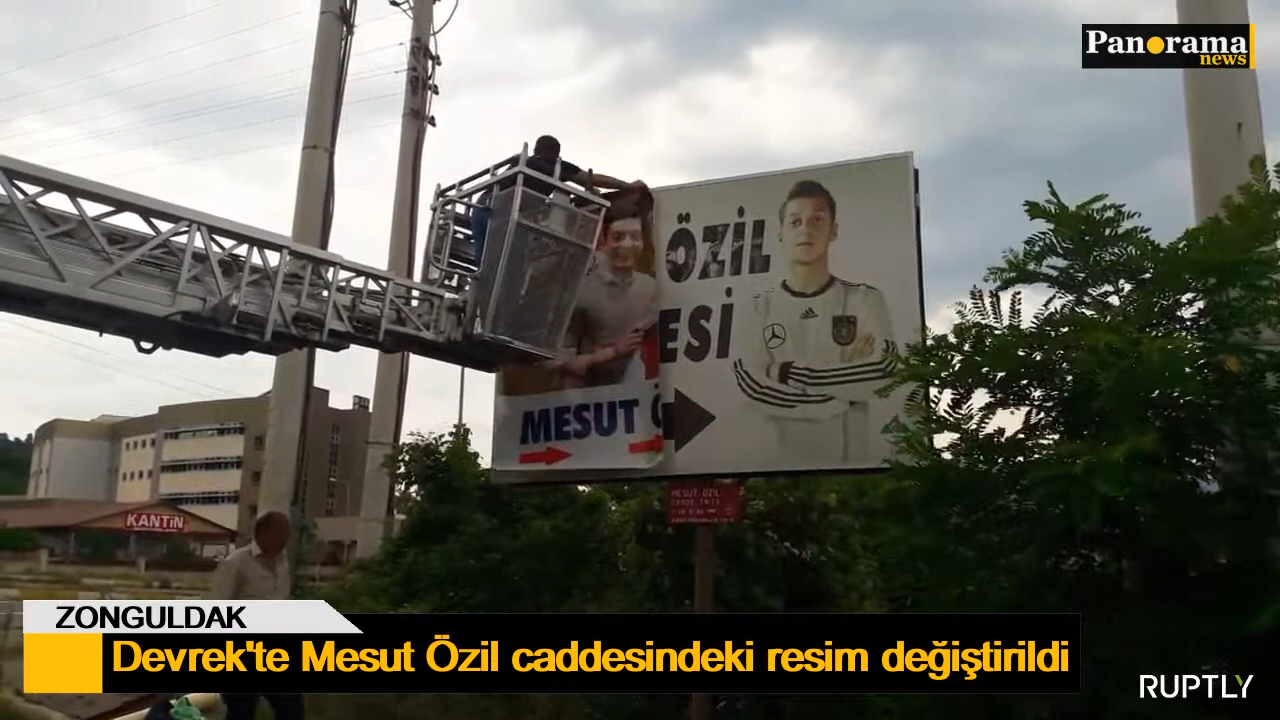 Panorama
news
ÖZİL
ESİ
MESUT
KANTİN
MESUT ÖZİL
ZONGULDAK
Devrek'te Mesut Özil caddesindeki resim değiştirildi
RUPTLY